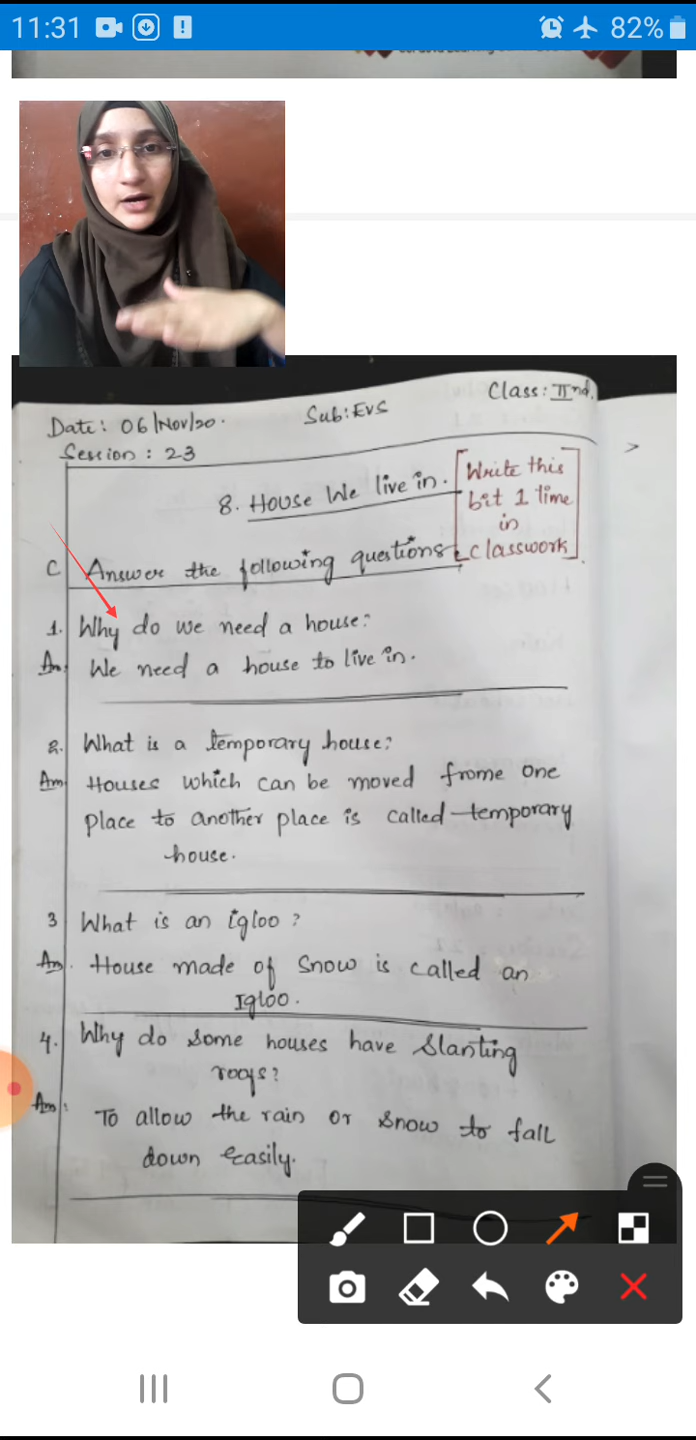 11:31
82%
Class: IInd.
Date: 06/Nov/20.
Sub: EVS
Session : 23
8. House We live in.
[Write this
bit 1 time
in
classwork]
C Answer the following questions:
1. Why do we need a house?
An. We need a house to live in.
2. What is a temporary house?
An. Houses which can be moved frome one
place to another place is called temporary
house.
3 What is an igloo?
An. House made of Snow is called an
Igloo.
4. Why do some houses have Slanting
roofs?
Ans: To allow the rain or snow to fall
down easily.